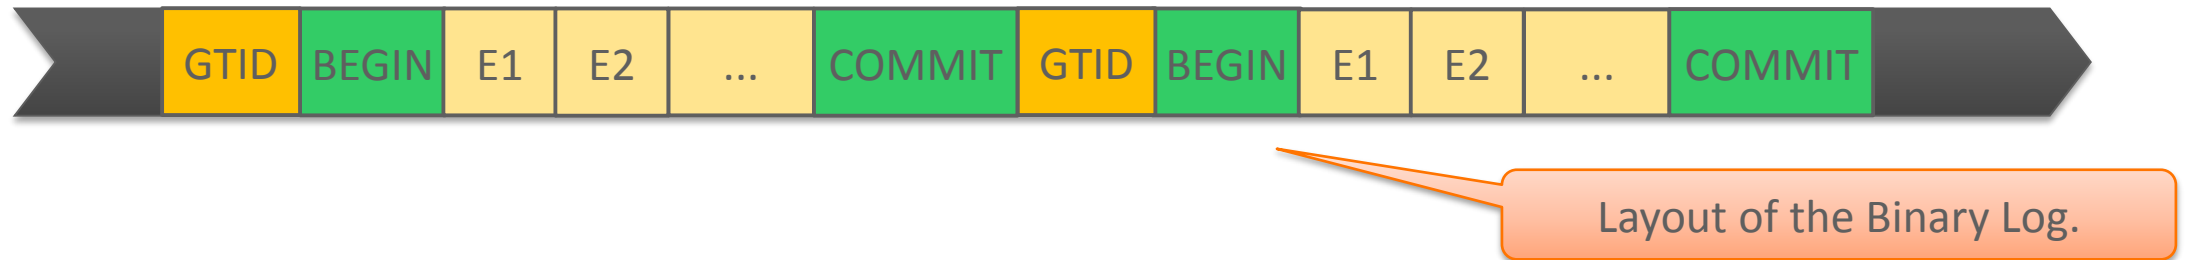 GTID BEGIN E1 E2 ... COMMIT GTID BEGIN E1 E2 ... COMMIT
Layout of the Binary Log.